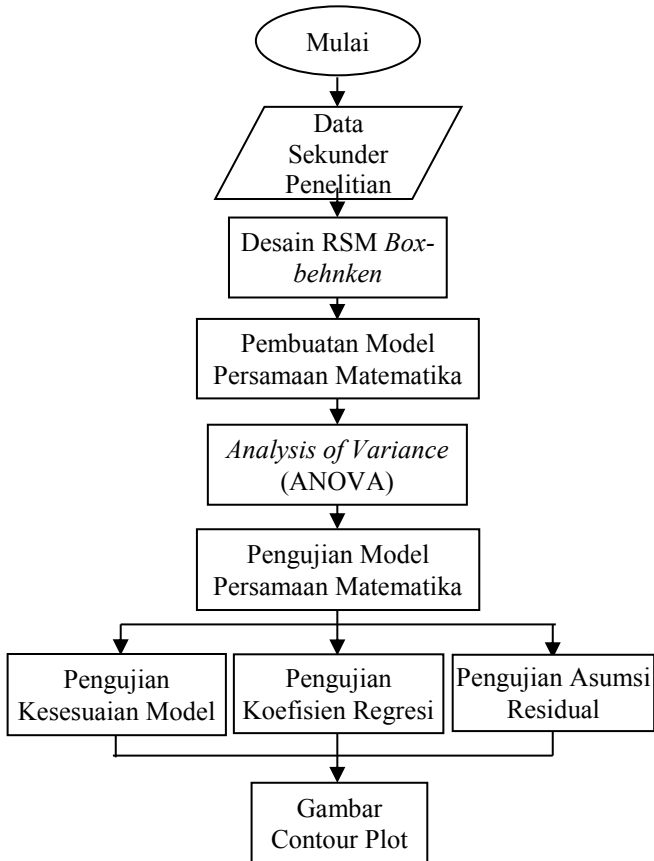 Mulai
Data
Sekunder
Penelitian
Desain RSM Box-
behnken
Pembuatan Model
Persamaan Matematika
Analysis of Variance
(ANOVA)
Pengujian Model
Persamaan Matematika
Pengujian
Kesesuaian Model
Pengujian
Koefisien Regresi
Pengujian Asumsi
Residual
Gambar
Contour Plot